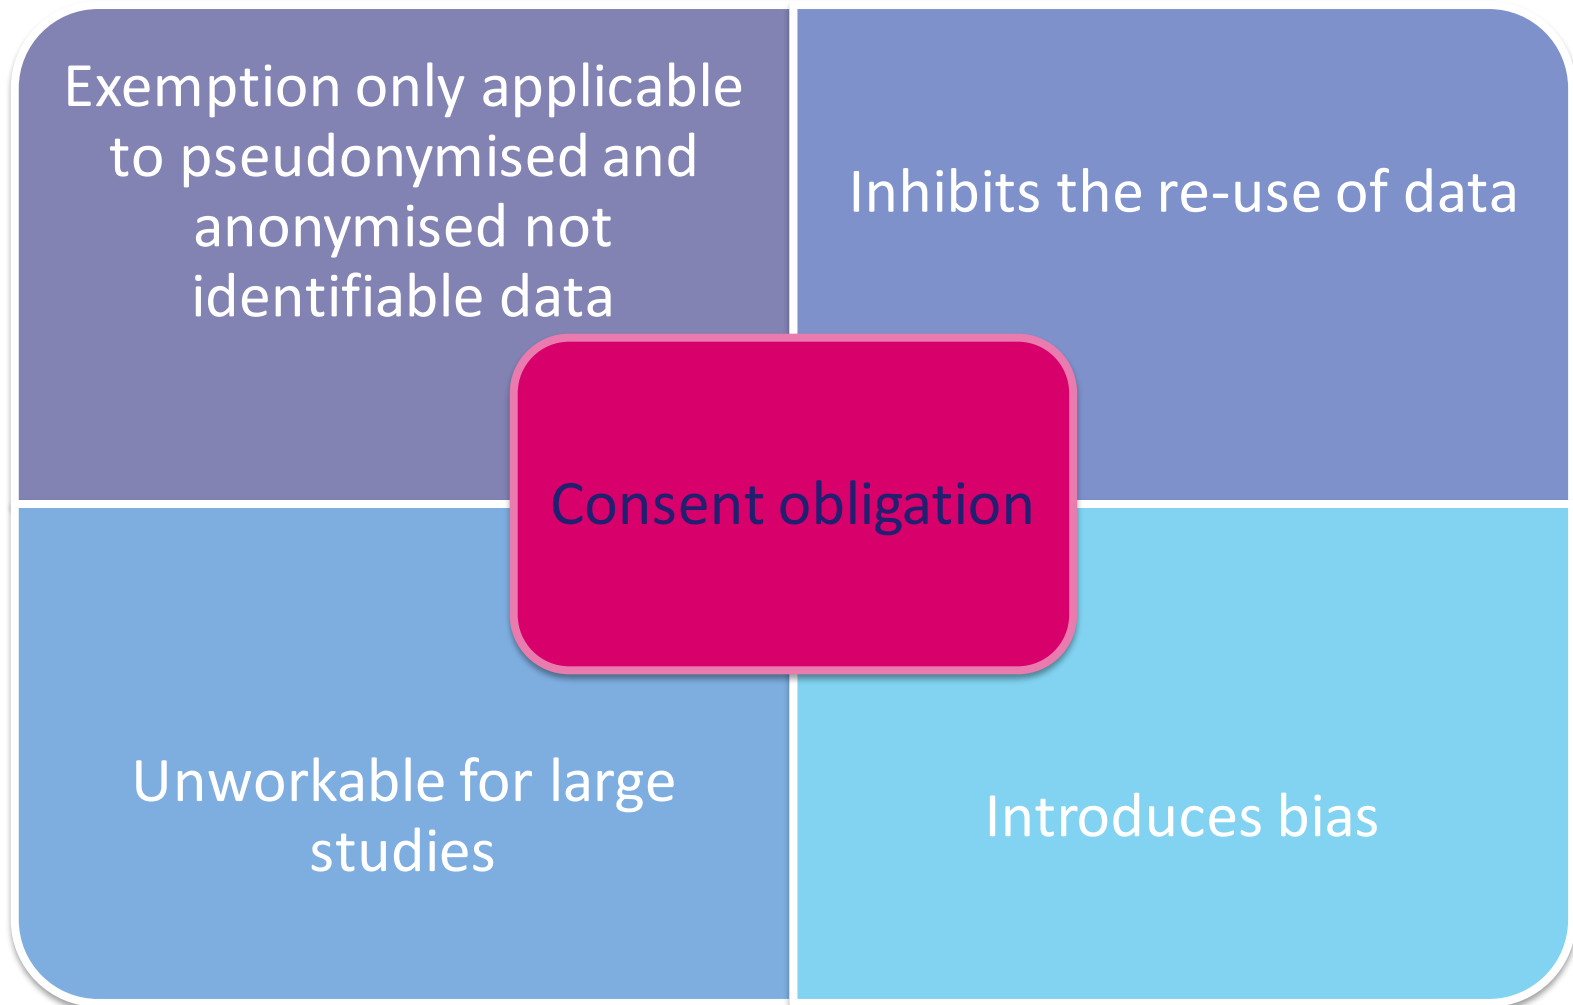 Exemption only applicable
to pseudonymised and
anonymised not
identifiable data
Inhibits the re-use of data
Consent obligation
Unworkable for large
studies
Introduces bias